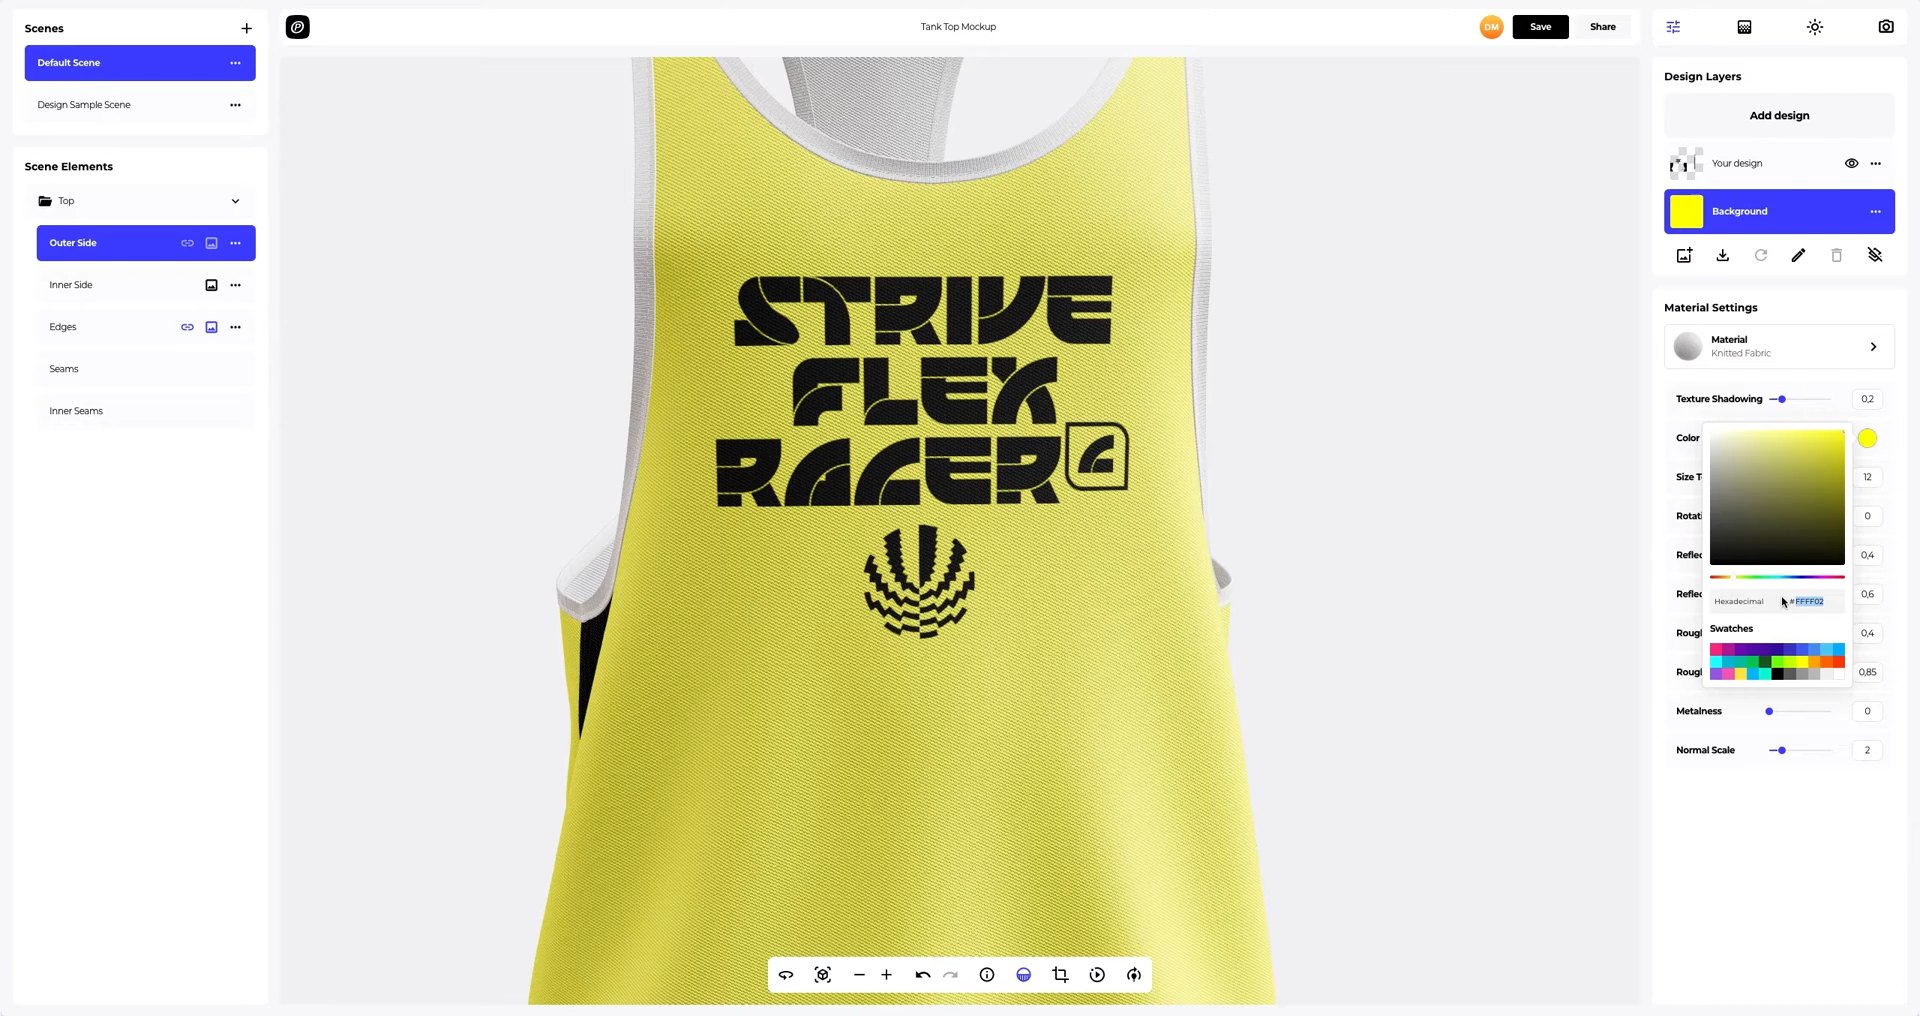 Scenes
Tank Top Mockup
DM
Save
Share
Default Scene
Design Sample Scene
Scene Elements
Top
Outer Side
Inner Side
Edges
Seams
Inner Seams
STRIVE
FLEX
RACER
Design Layers
Add design
Your design
Background
Material Settings
Material
Knitted Fabric
Texture Shadowing 0,2
Color
Size T 12
Rotati 0
Reflec 0,4
Reflec 0,6
Rough 0,4
Rough 0,85
Hexadecimal #FFFF02
Swatches
Metalness 0
Normal Scale 2